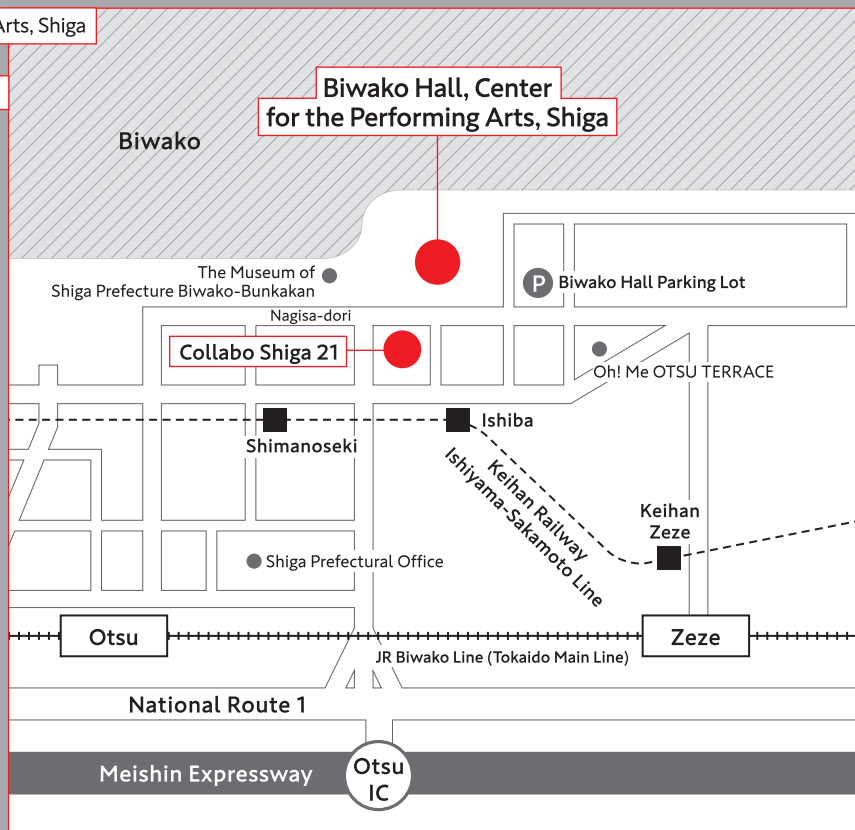 Arts, Shiga
Biwako Hall, Center
for the Performing Arts, Shiga
Biwako
The Museum of
Shiga Prefecture Biwako-Bunkakan
P
Biwako Hall Parking Lot
Nagisa-dori
Collabo Shiga 21
Oh! Me OTSU TERRACE
Ishiba
Shimanoseki
Keihan Railway
Ishiyama-Sakamoto Line
Keihan
Zeze
Shiga Prefectural Office
Otsu
Zeze
JR Biwako Line (Tokaido Main Line)
National Route 1
Meishin Expressway
Otsu
IC